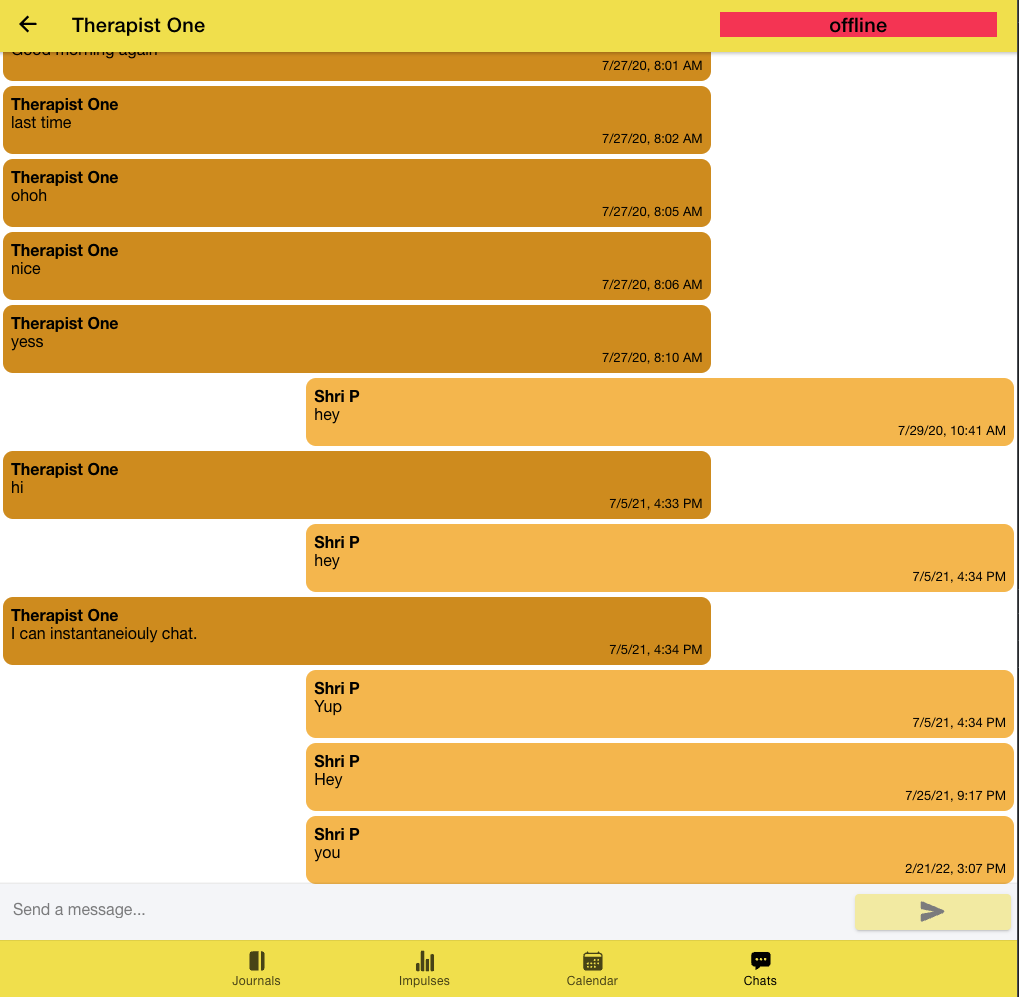 Therapist One
offline
Good morning again
7/27/20, 8:01 AM
Therapist One
last time
7/27/20, 8:02 AM
Therapist One
ohoh
7/27/20, 8:05 AM
Therapist One
nice
7/27/20, 8:06 AM
Therapist One
yess
7/27/20, 8:10 AM
Shri P
hey
7/29/20, 10:41 AM
Therapist One
hi
7/5/21, 4:33 PM
Shri P
hey
7/5/21, 4:34 PM
Therapist One
I can instantaneiouly chat.
7/5/21, 4:34 PM
Shri P
Yup
7/5/21, 4:34 PM
Shri P
Hey
7/25/21, 9:17 PM
Shri P
you
2/21/22, 3:07 PM
Send a message...
Journals
Impulses
Calendar
Chats